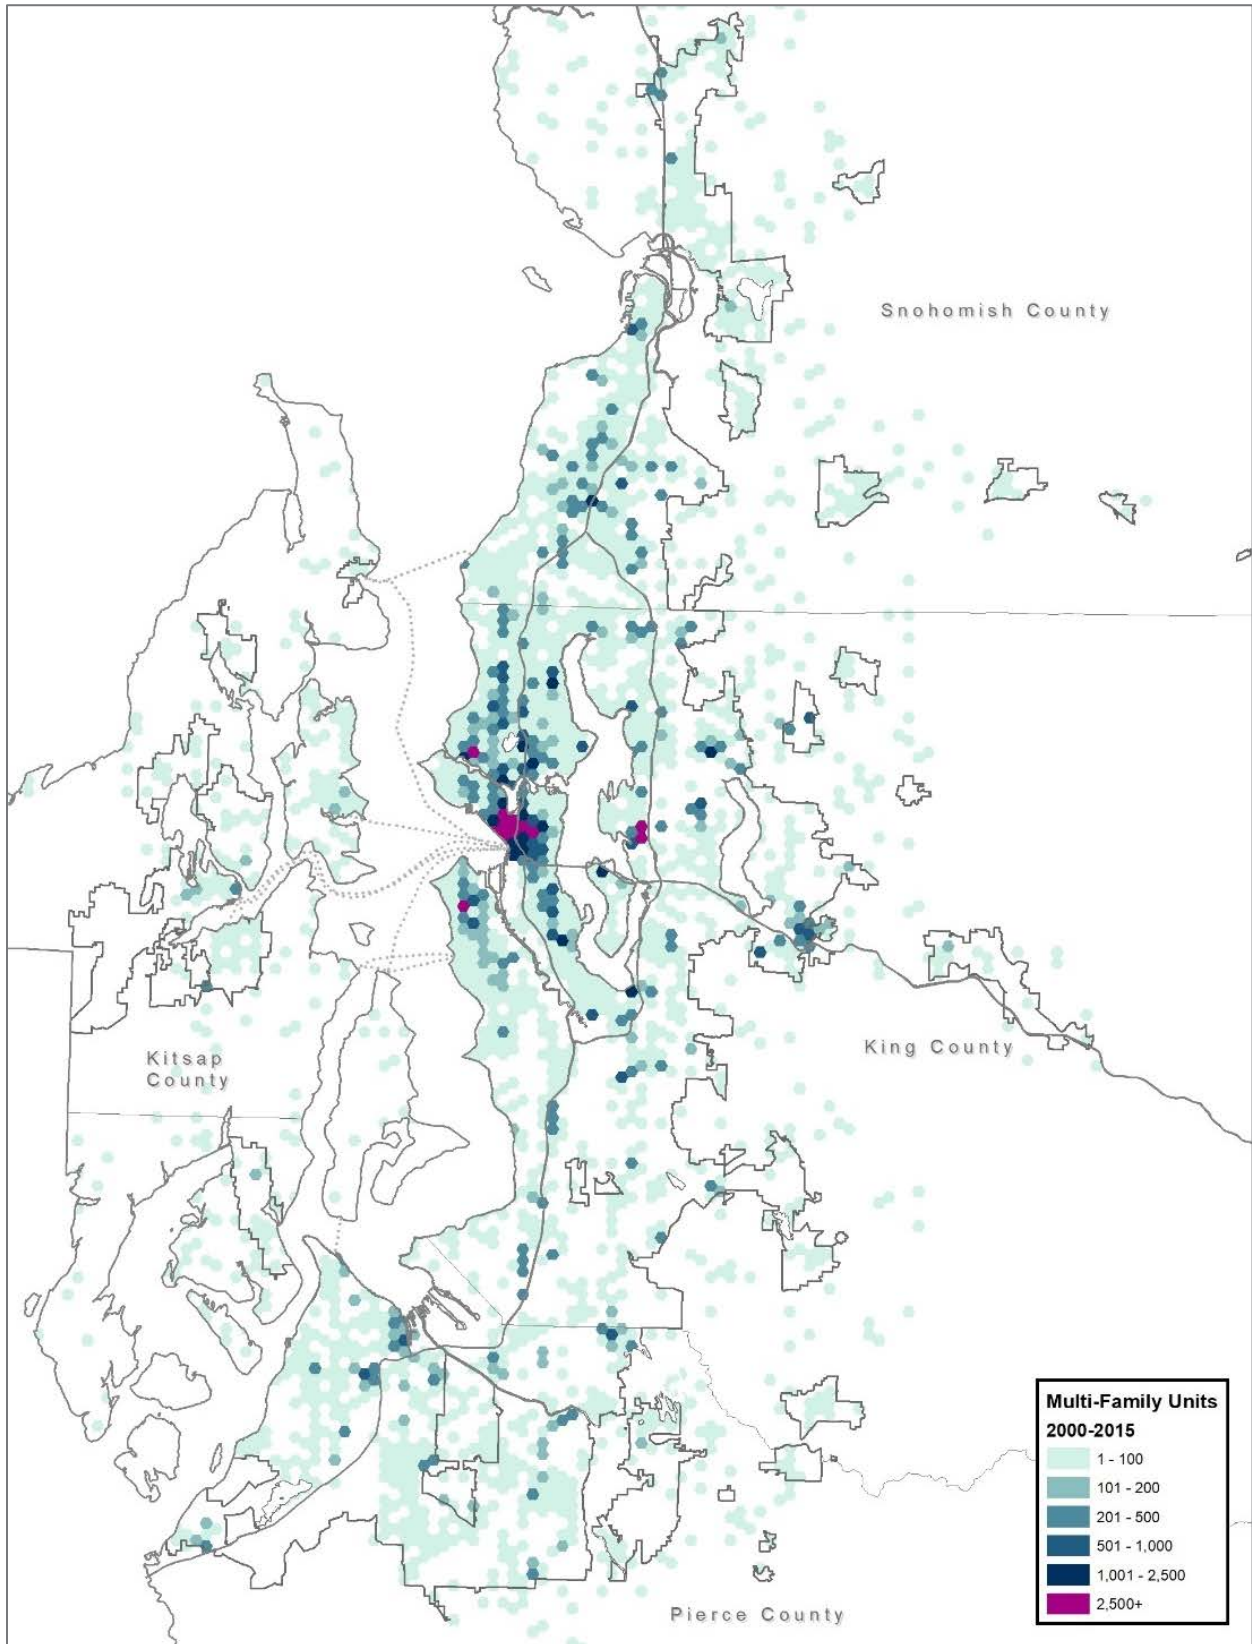 Snohomish County
Kitsap
County
King County
Pierce County
Multi-Family Units
2000-2015
1 - 100
101 - 200
201 - 500
501 - 1,000
1,001 - 2,500
2,500+